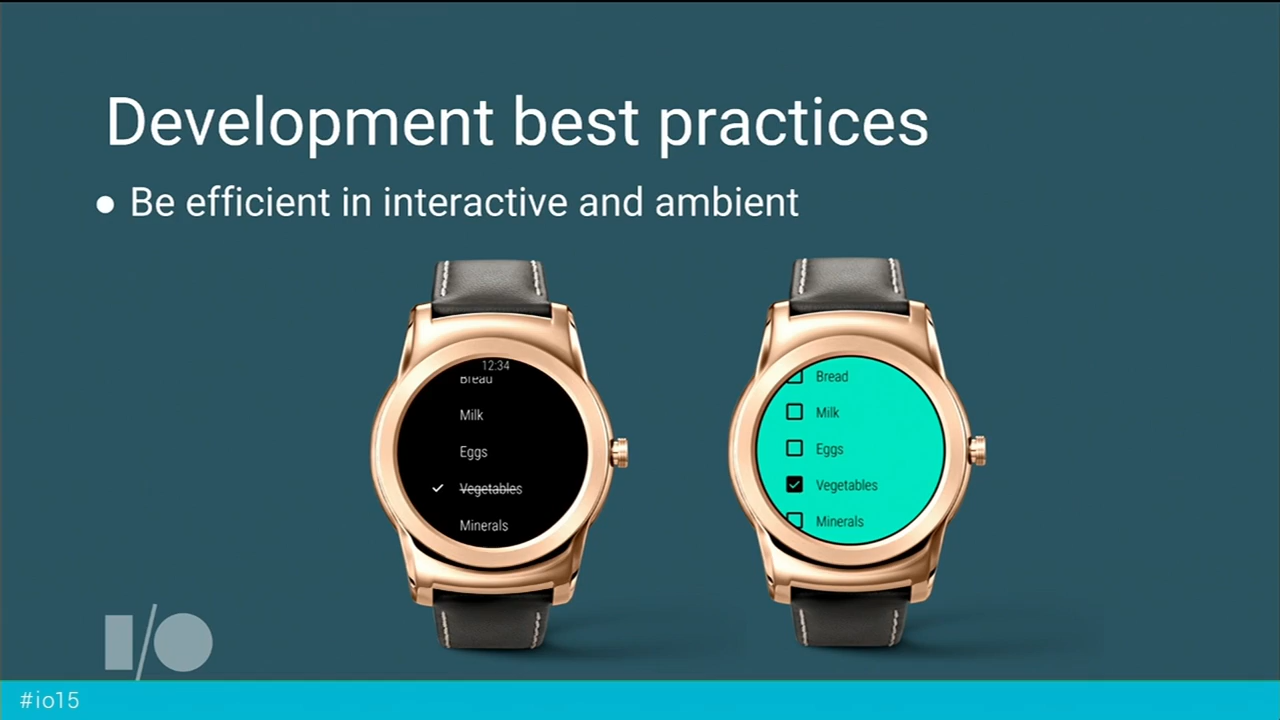 Development best practices
● Be efficient in interactive and ambient
12:34
Bread
Milk
Eggs
Vegetables
Minerals
Bread
Milk
Eggs
Vegetables
Minerals
I/O
#io15